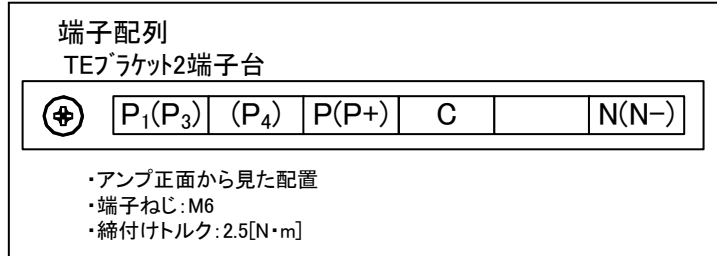 端子配列
TEﾌﾞﾗｹｯﾄ2端子台
P₁(P₃) (P₄) P(P+) C N(N−)
・アンプ正面から見た配置
・端子ねじ：M6
・締付けトルク：2.5[N・m]